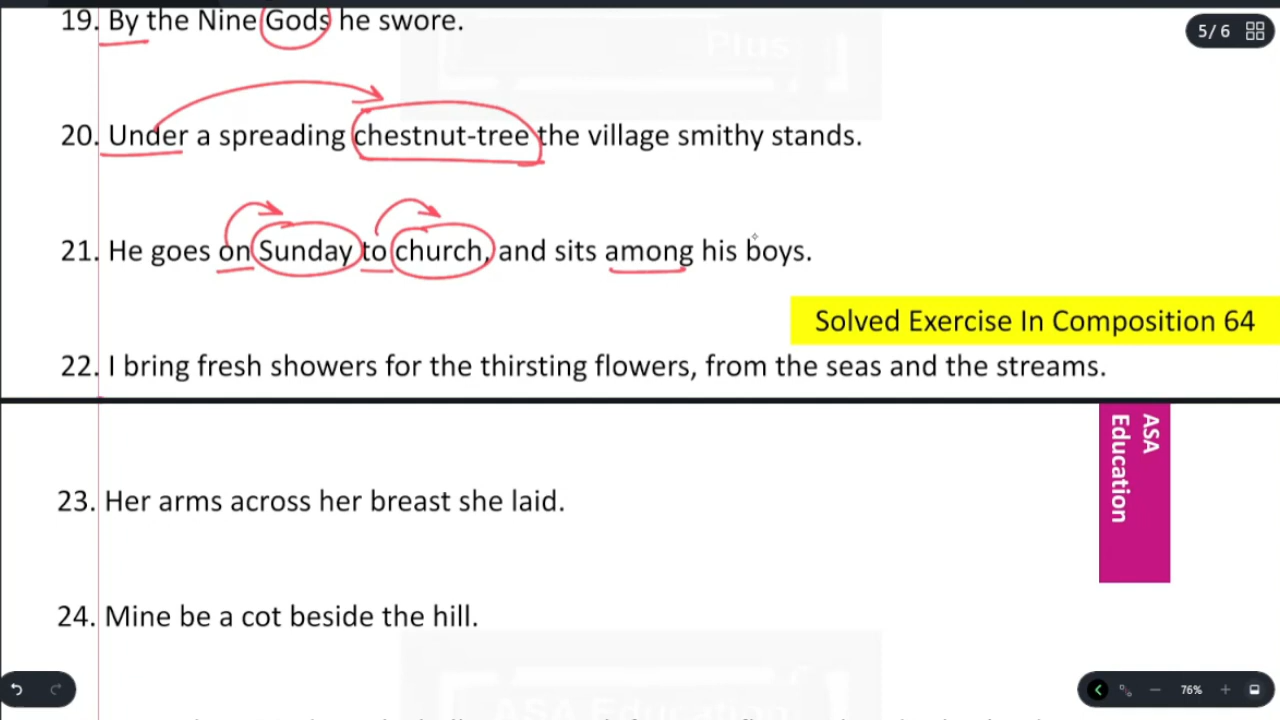 19. By the Nine Gods he swore.
Plus
5/6
20. Under a spreading chestnut-tree the village smithy stands.
21. He goes on Sunday to church, and sits among his boys.
Solved Exercise In Composition 64
22. I bring fresh showers for the thirsting flowers, from the seas and the streams.
ASA
Education
23. Her arms across her breast she laid.
24. Mine be a cot beside the hill.
76%
ASA Education